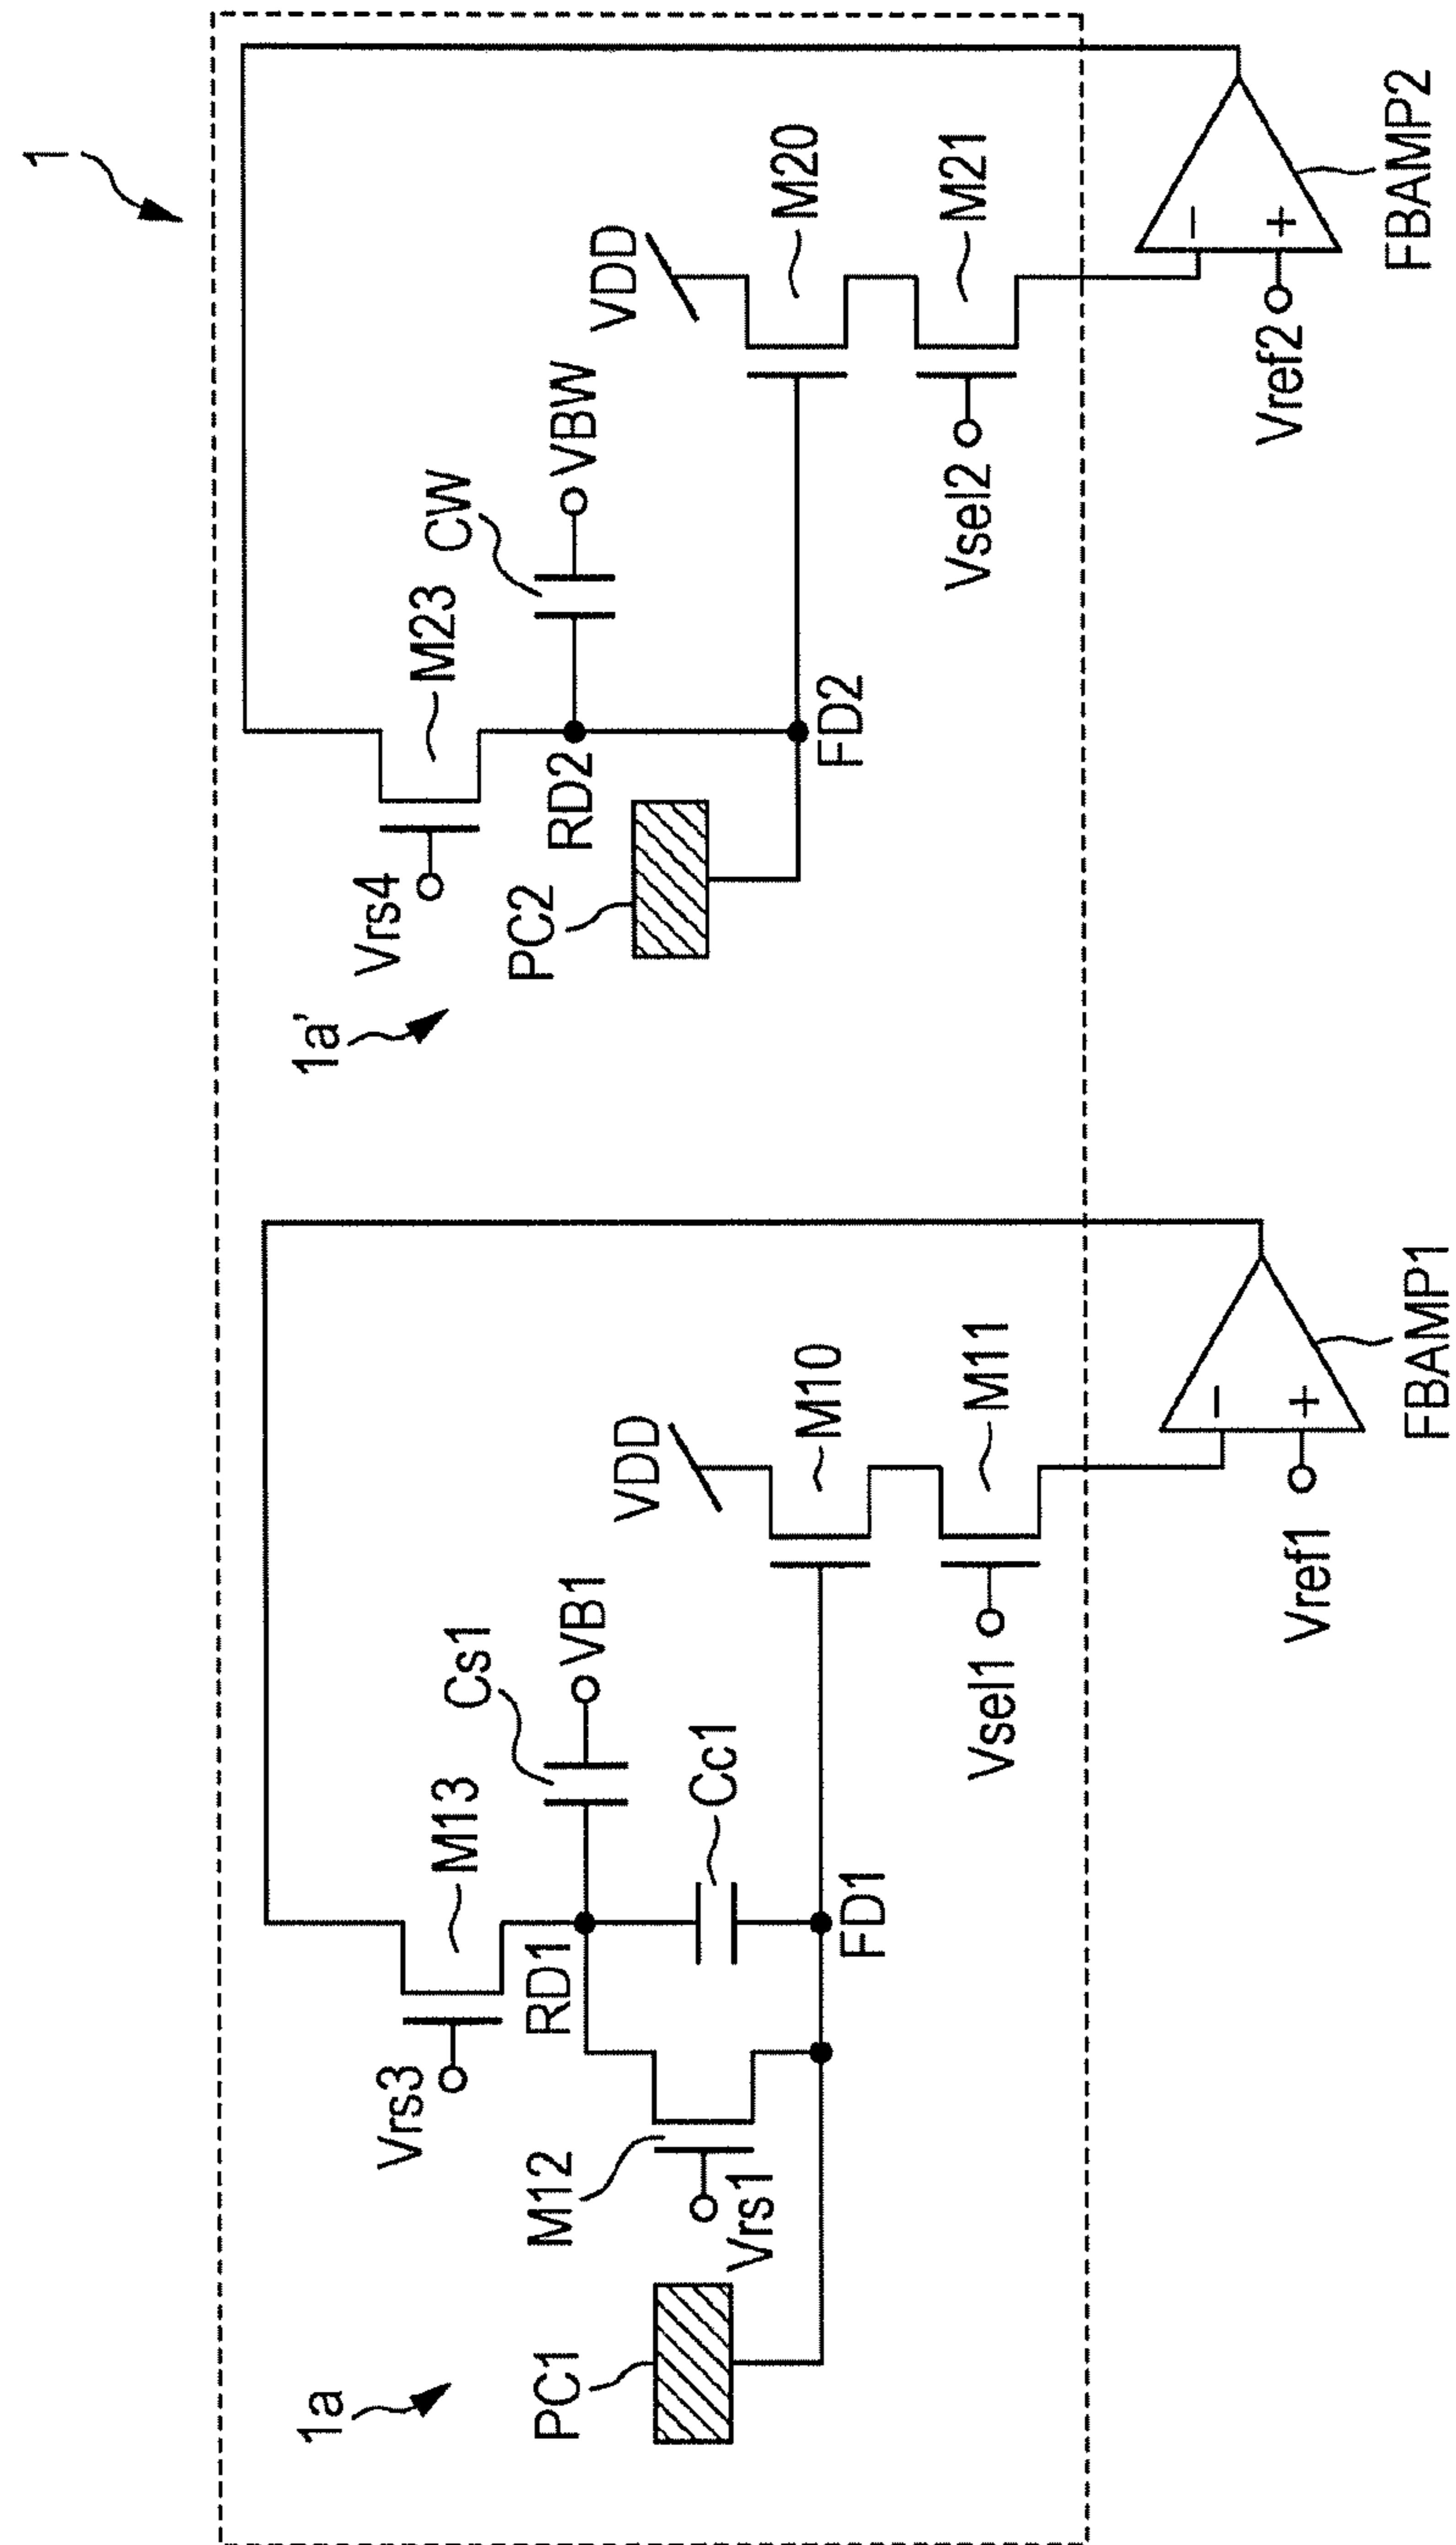 1
1a
PC1
M12
Vrs1
Vrs3
M13
RD1
Cs1
VB1
Cc1
FD1
VDD
M10
M11
Vsel1
Vref1
−
+
FBAMP1
1a'
PC2
Vrs4
M23
RD2
CW
VBW
FD2
VDD
M20
M21
Vsel2
Vref2
−
+
FBAMP2